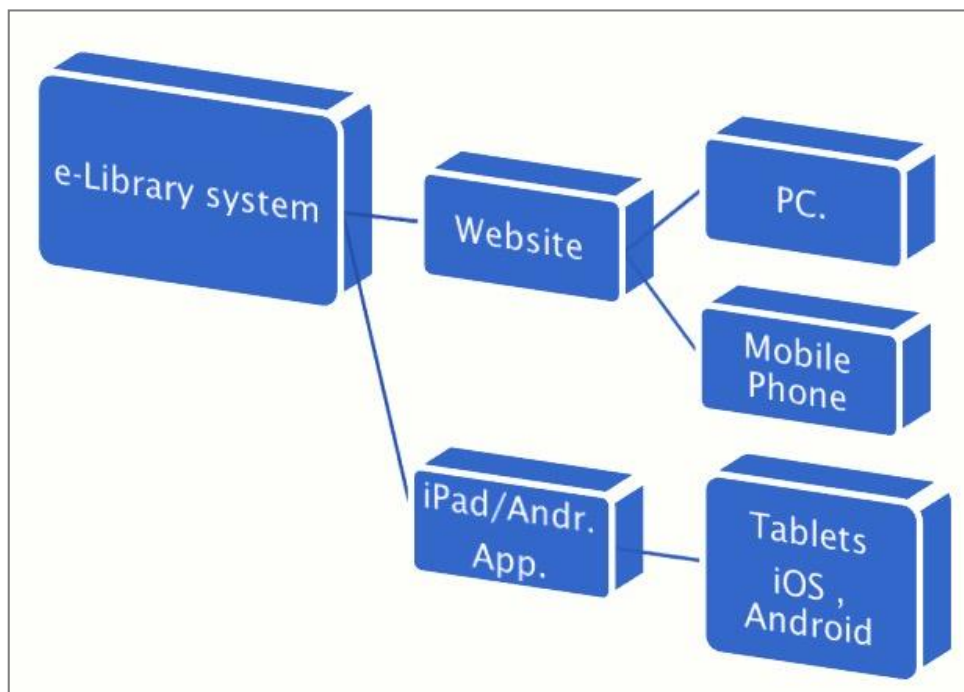 e-Library system
Website
PC.
Mobile
Phone
iPad/Andr.
App.
Tablets
iOS ,
Android